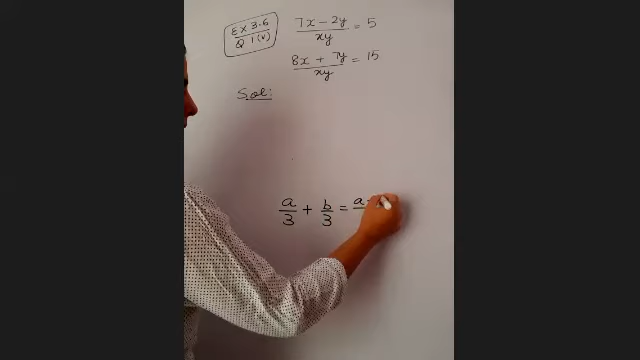 EX 3.6
Q 1(v)
7x - 2y / xy = 5
8x + 7y / xy = 15
Sol:
a/3 + b/3 = a